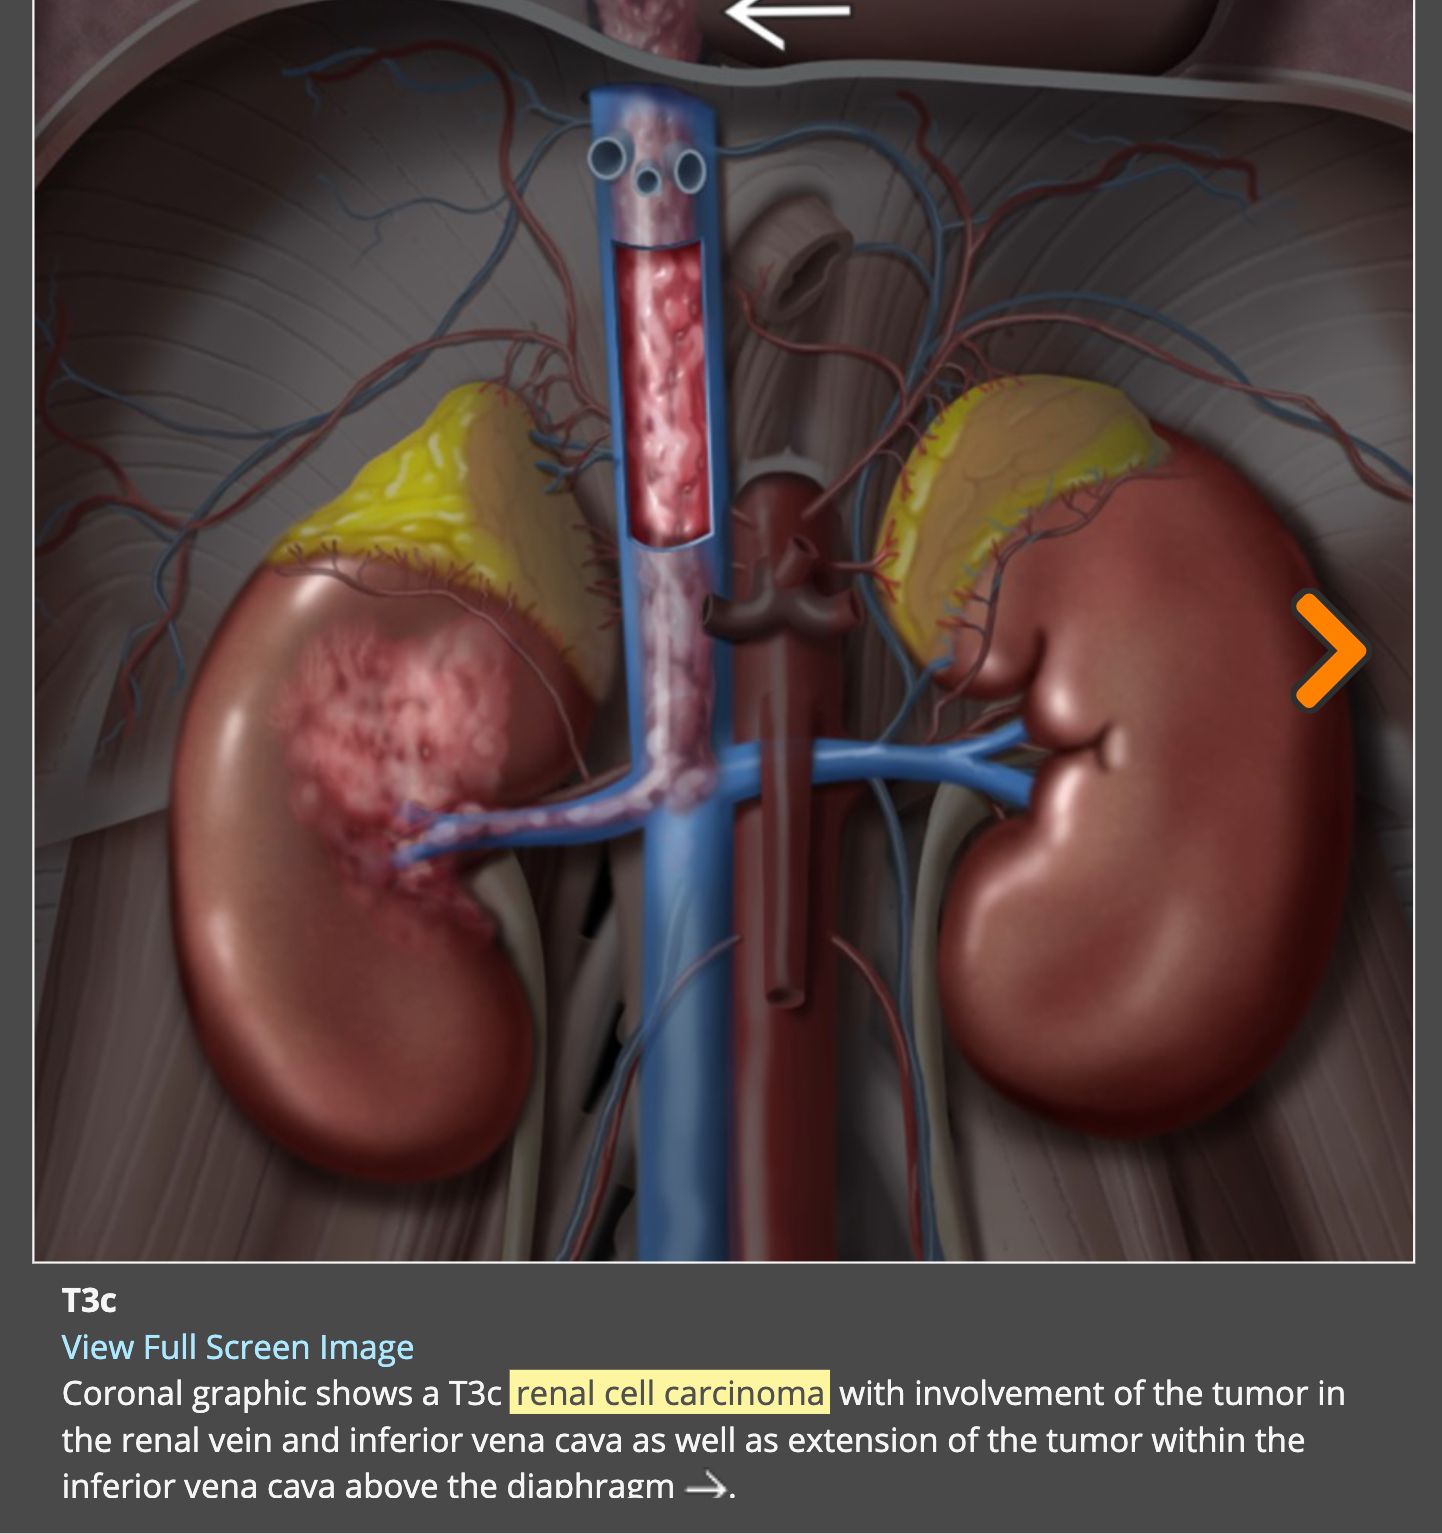 T3c
View Full Screen Image
Coronal graphic shows a T3c renal cell carcinoma with involvement of the tumor in
the renal vein and inferior vena cava as well as extension of the tumor within the
inferior vena cava above the diaphragm →.